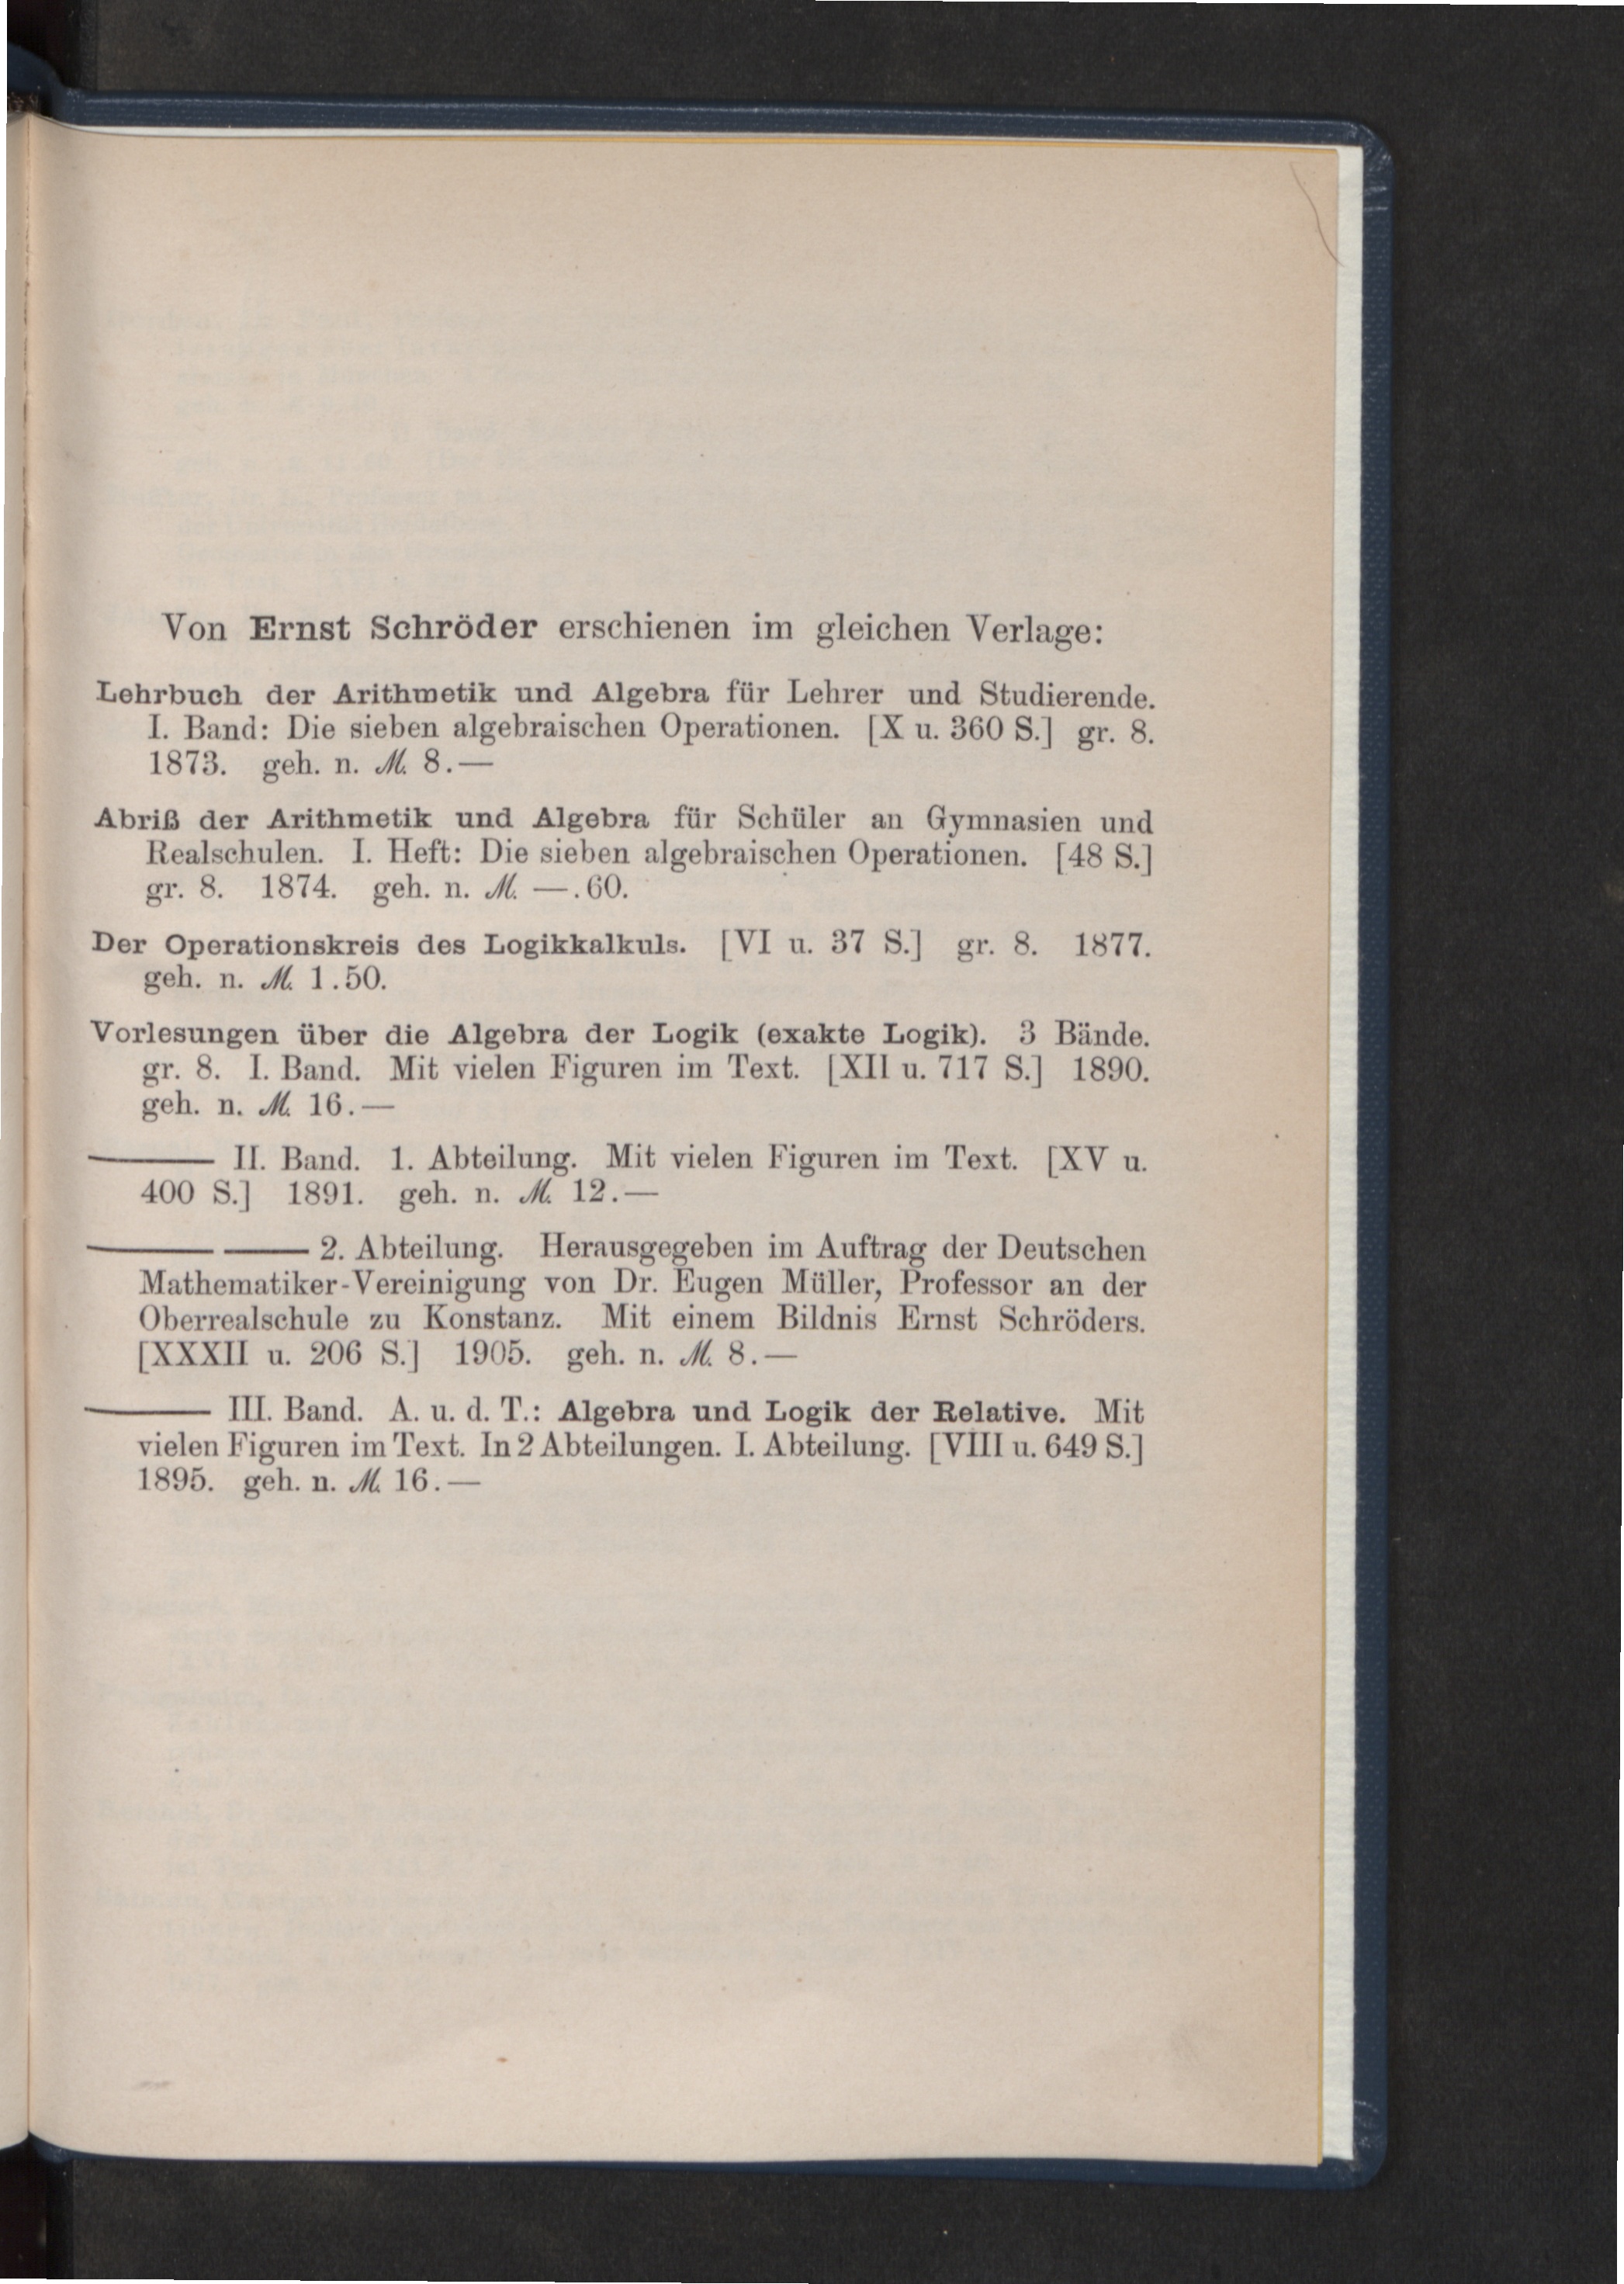 Von Ernst Schröder erschienen im gleichen Verlage:
Lehrbuch der Arithmetik und Algebra für Lehrer und Studierende.
I. Band: Die sieben algebraischen Operationen. [X u. 360 S.] gr. 8.
1873. geh. n. ℳ. 8.—
Abriß der Arithmetik und Algebra für Schüler an Gymnasien und
Realschulen. I. Heft: Die sieben algebraischen Operationen. [48 S.]
gr. 8. 1874. geh. n. ℳ. —.60.
Der Operationskreis des Logikkalkuls. [VI u. 37 S.] gr. 8. 1877.
geh. n. ℳ. 1.50.
Vorlesungen über die Algebra der Logik (exakte Logik). 3 Bände.
gr. 8. I. Band. Mit vielen Figuren im Text. [XII u. 717 S.] 1890.
geh. n. ℳ. 16.—
——— II. Band. 1. Abteilung. Mit vielen Figuren im Text. [XV u.
400 S.] 1891. geh. n. ℳ. 12.—
——— —— 2. Abteilung. Herausgegeben im Auftrag der Deutschen
Mathematiker-Vereinigung von Dr. Eugen Müller, Professor an der
Oberrealschule zu Konstanz. Mit einem Bildnis Ernst Schröders.
[XXXII u. 206 S.] 1905. geh. n. ℳ. 8.—
——— III. Band. A. u. d. T.: Algebra und Logik der Relative. Mit
vielen Figuren im Text. In 2 Abteilungen. I. Abteilung. [VIII u. 649 S.]
1895. geh. n. ℳ. 16.—